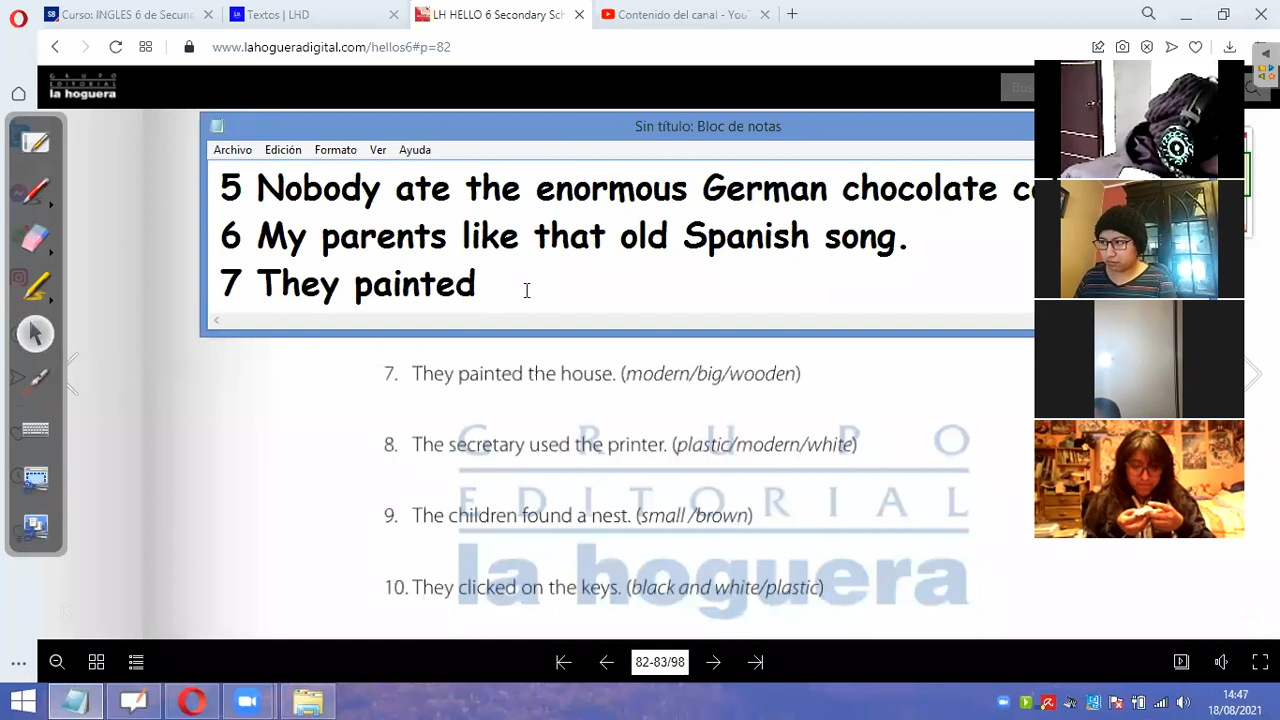 Curso: INGLES 6 de Secun
Textos | LHD
LH HELLO 6 Secondary Sch
Contenido del canal - You
www.lahogueradigital.com/hellos6#p=82
GRUPO
EDITORIAL
la hoguera
Sin título: Bloc de notas
Archivo Edición Formato Ver Ayuda
5 Nobody ate the enormous German chocolate c
6 My parents like that old Spanish song.
7 They painted
7. They painted the house. (modern/big/wooden)
8. The secretary used the printer. (plastic/modern/white)
9. The children found a nest. (small /brown)
10. They clicked on the keys. (black and white/plastic)
GRUPO
EDITORIAL
la hoguera
82-83/98
14:47
18/08/2021